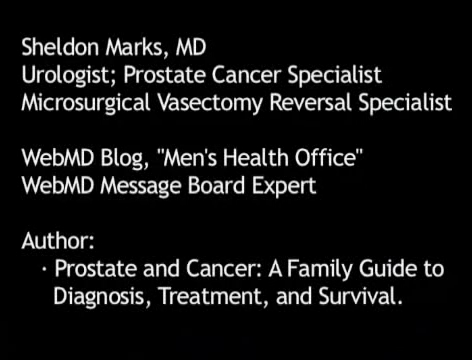 Sheldon Marks, MD
Urologist; Prostate Cancer Specialist
Microsurgical Vasectomy Reversal Specialist
WebMD Blog, "Men's Health Office"
WebMD Message Board Expert
Author:
· Prostate and Cancer: A Family Guide to
Diagnosis, Treatment, and Survival.